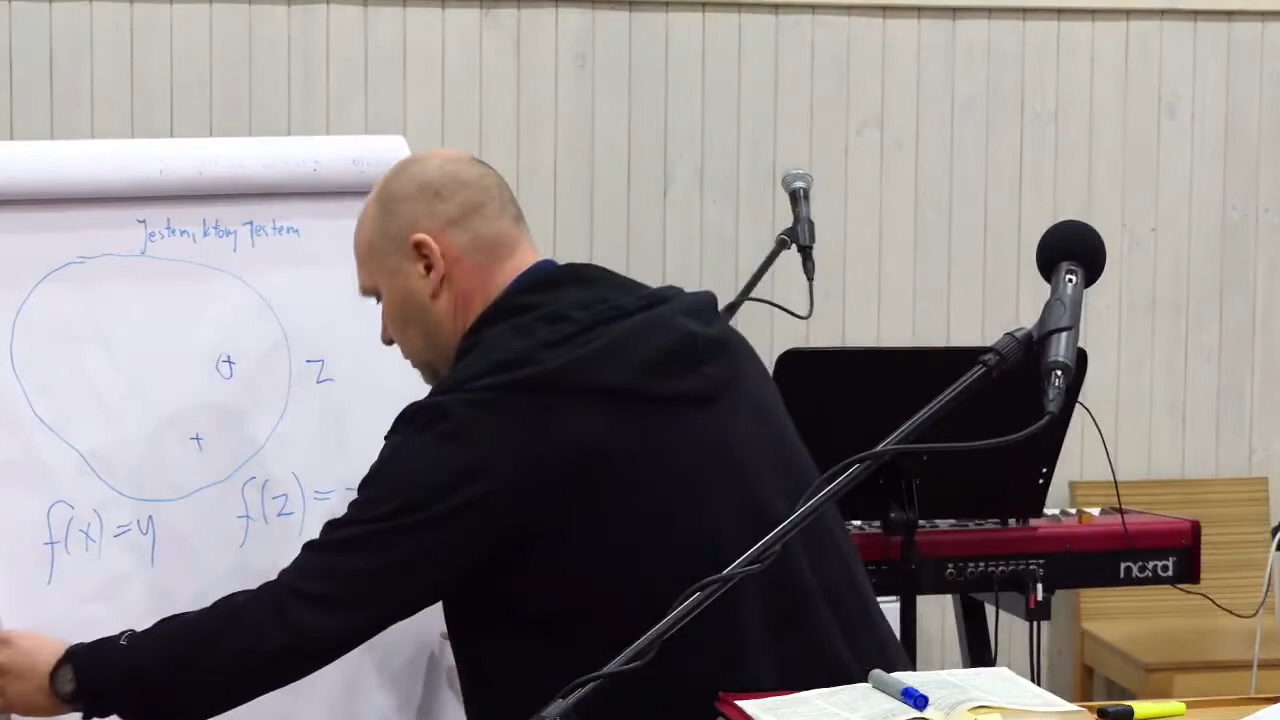 Jestem, który Jestem
+
Z
+
f(x)=y
f(z)=
nord